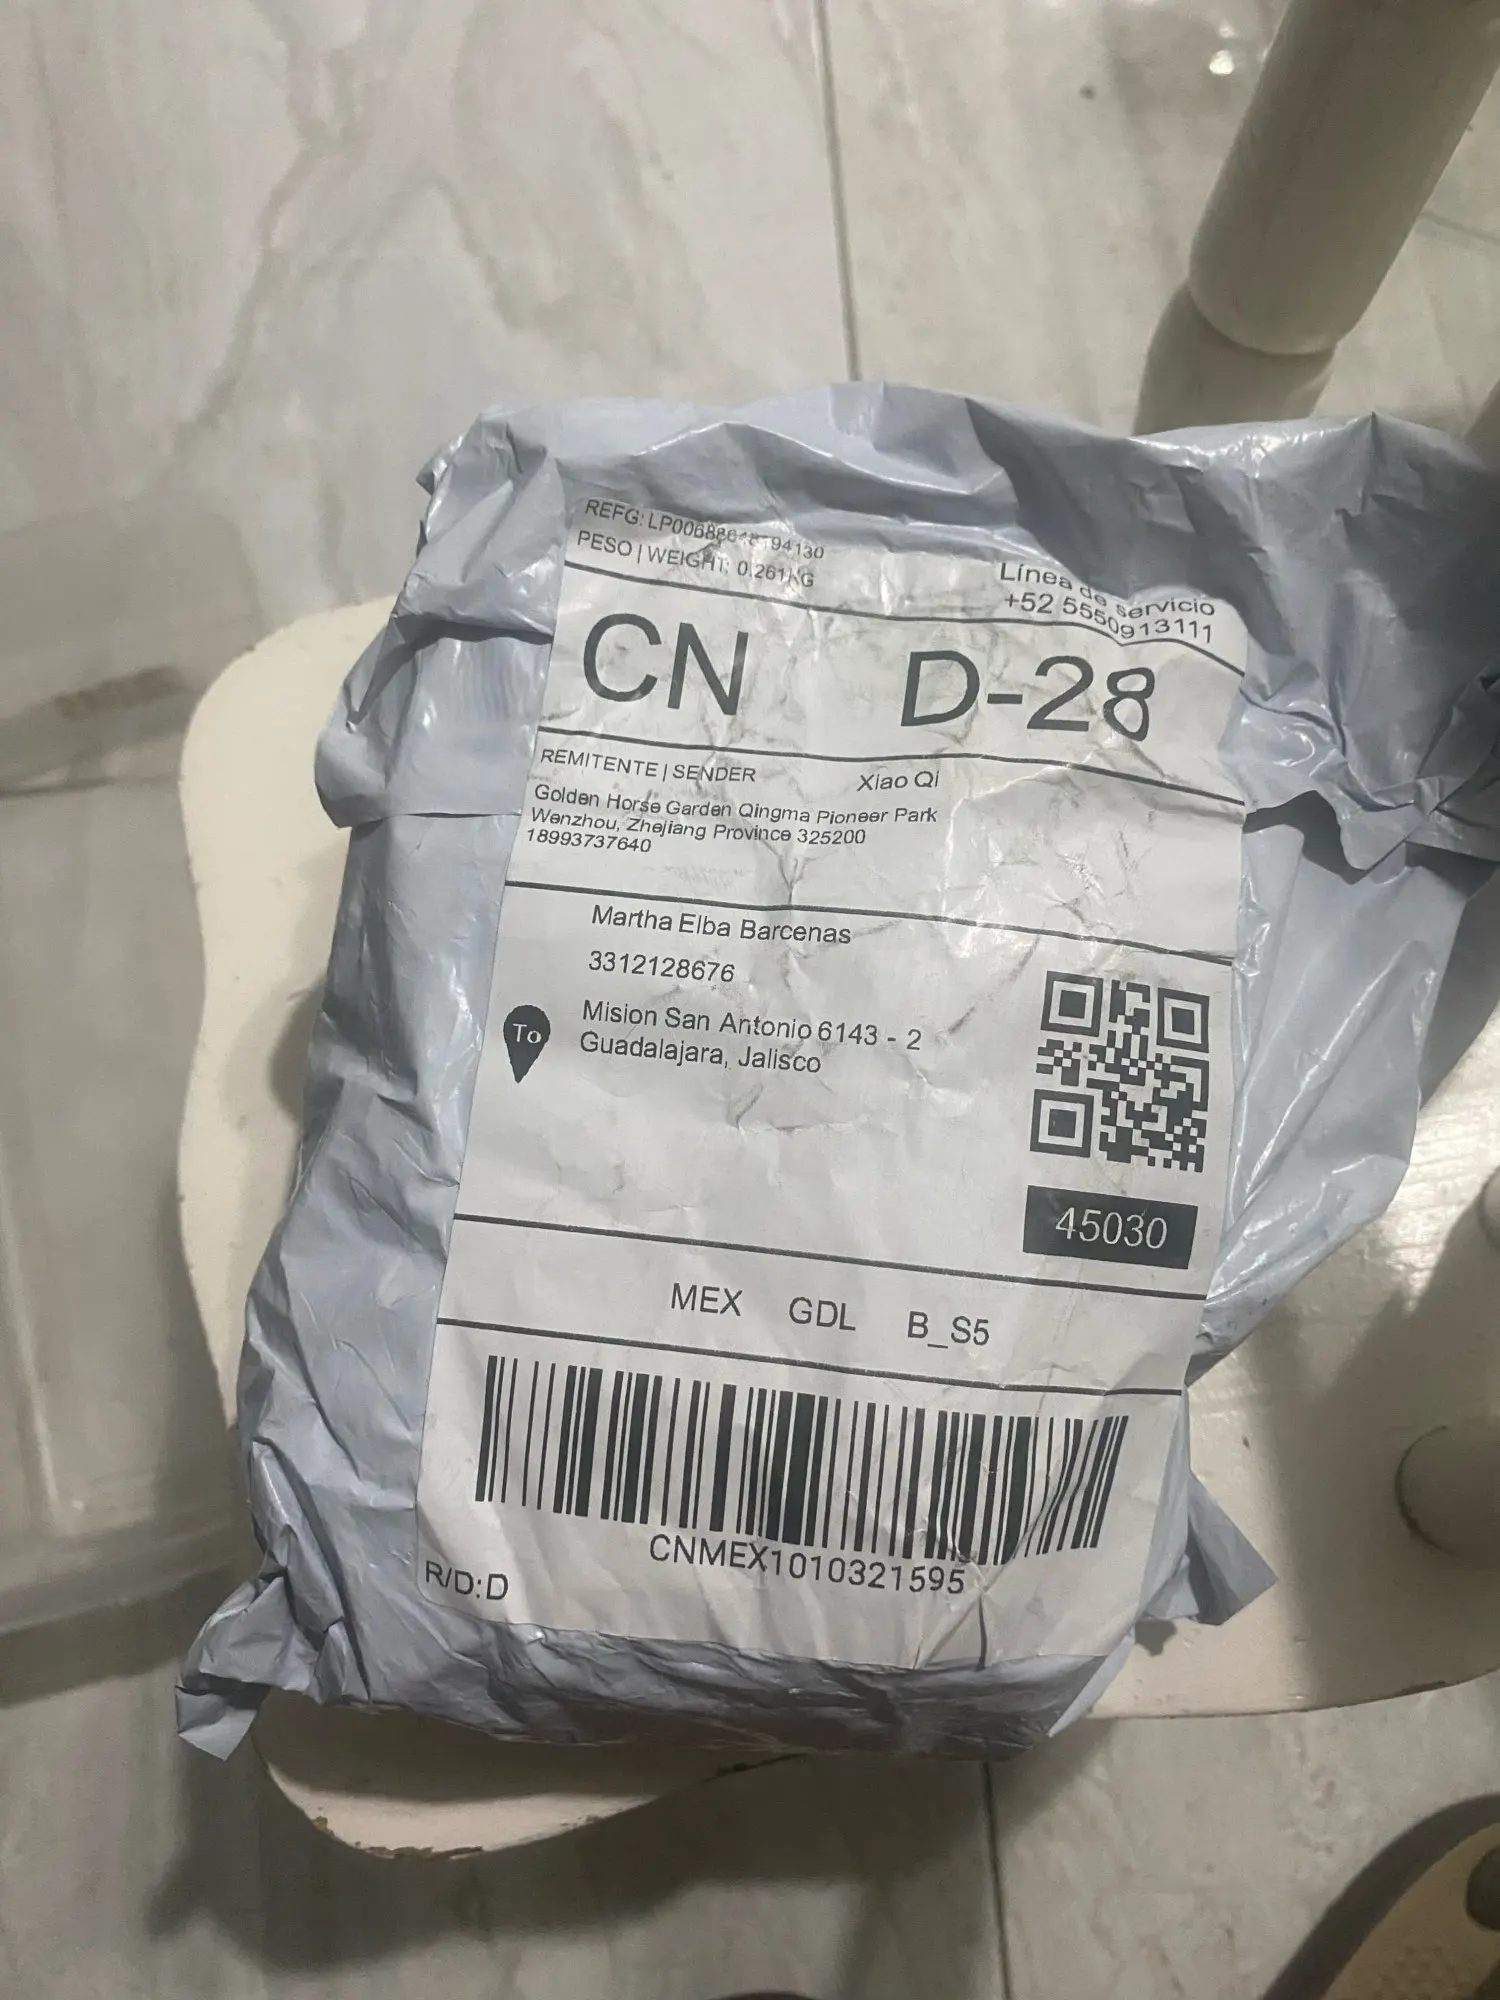 PESO | WEIGHT: 0.261KG
Línea de servicio
+52 5550913111
CN D-28
REMITENTE | SENDER Xiao Qi
Golden Horse Garden Qingma Pioneer Park
Wenzhou, Zhejiang Province 325200
18993737640
Martha Elba Barcenas
3312128676
To
Mision San Antonio 6143 - 2
Guadalajara, Jalisco
45030
MEX GDL B_S5
CNMEX1010321595
R/D:D